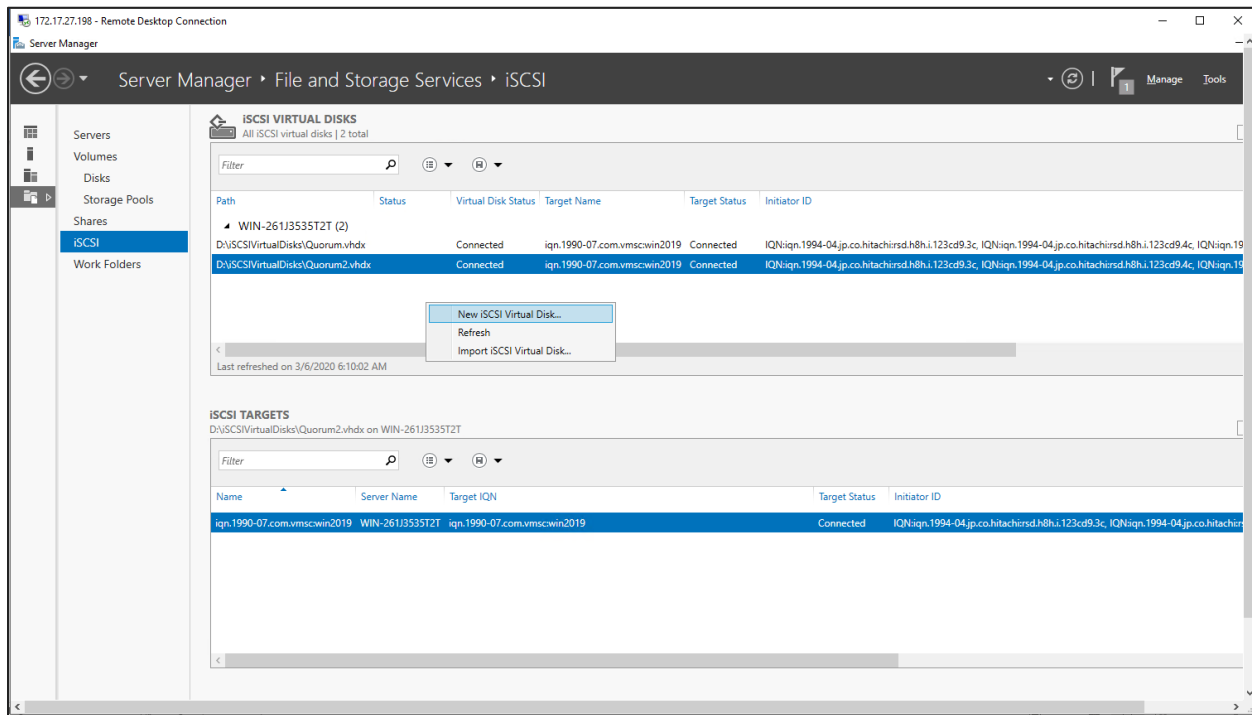 172.17.27.198 - Remote Desktop Connection
Server Manager
Server Manager ‣ File and Storage Services ‣ iSCSI
1
Manage Tools
Servers
Volumes
Disks
Storage Pools
Shares
iSCSI
Work Folders
iSCSI VIRTUAL DISKS
All iSCSI virtual disks | 2 total
Filter
Path Status Virtual Disk Status Target Name Target Status Initiator ID
WIN-261J3535T2T (2)
D:\iSCSIVirtualDisks\Quorum.vhdx Connected iqn.1990-07.com.vmsc:win2019 Connected IQN:iqn.1994-04.jp.co.hitachi:rsd.h8h.i.123cd9.3c, IQN:iqn.1994-04.jp.co.hitachi:rsd.h8h.i.123cd9.4c, IQN:iqn.19
D:\iSCSIVirtualDisks\Quorum2.vhdx Connected iqn.1990-07.com.vmsc:win2019 Connected IQN:iqn.1994-04.jp.co.hitachi:rsd.h8h.i.123cd9.3c, IQN:iqn.1994-04.jp.co.hitachi:rsd.h8h.i.123cd9.4c, IQN:iqn.19
New iSCSI Virtual Disk...
Refresh
Import iSCSI Virtual Disk...
Last refreshed on 3/6/2020 6:10:02 AM
iSCSI TARGETS
D:\iSCSIVirtualDisks\Quorum2.vhdx on WIN-261J3535T2T
Filter
Name Server Name Target IQN Target Status Initiator ID
iqn.1990-07.com.vmsc:win2019 WIN-261J3535T2T iqn.1990-07.com.vmsc:win2019 Connected IQN:iqn.1994-04.jp.co.hitachi:rsd.h8h.i.123cd9.3c, IQN:iqn.1994-04.jp.co.hitachi:rs